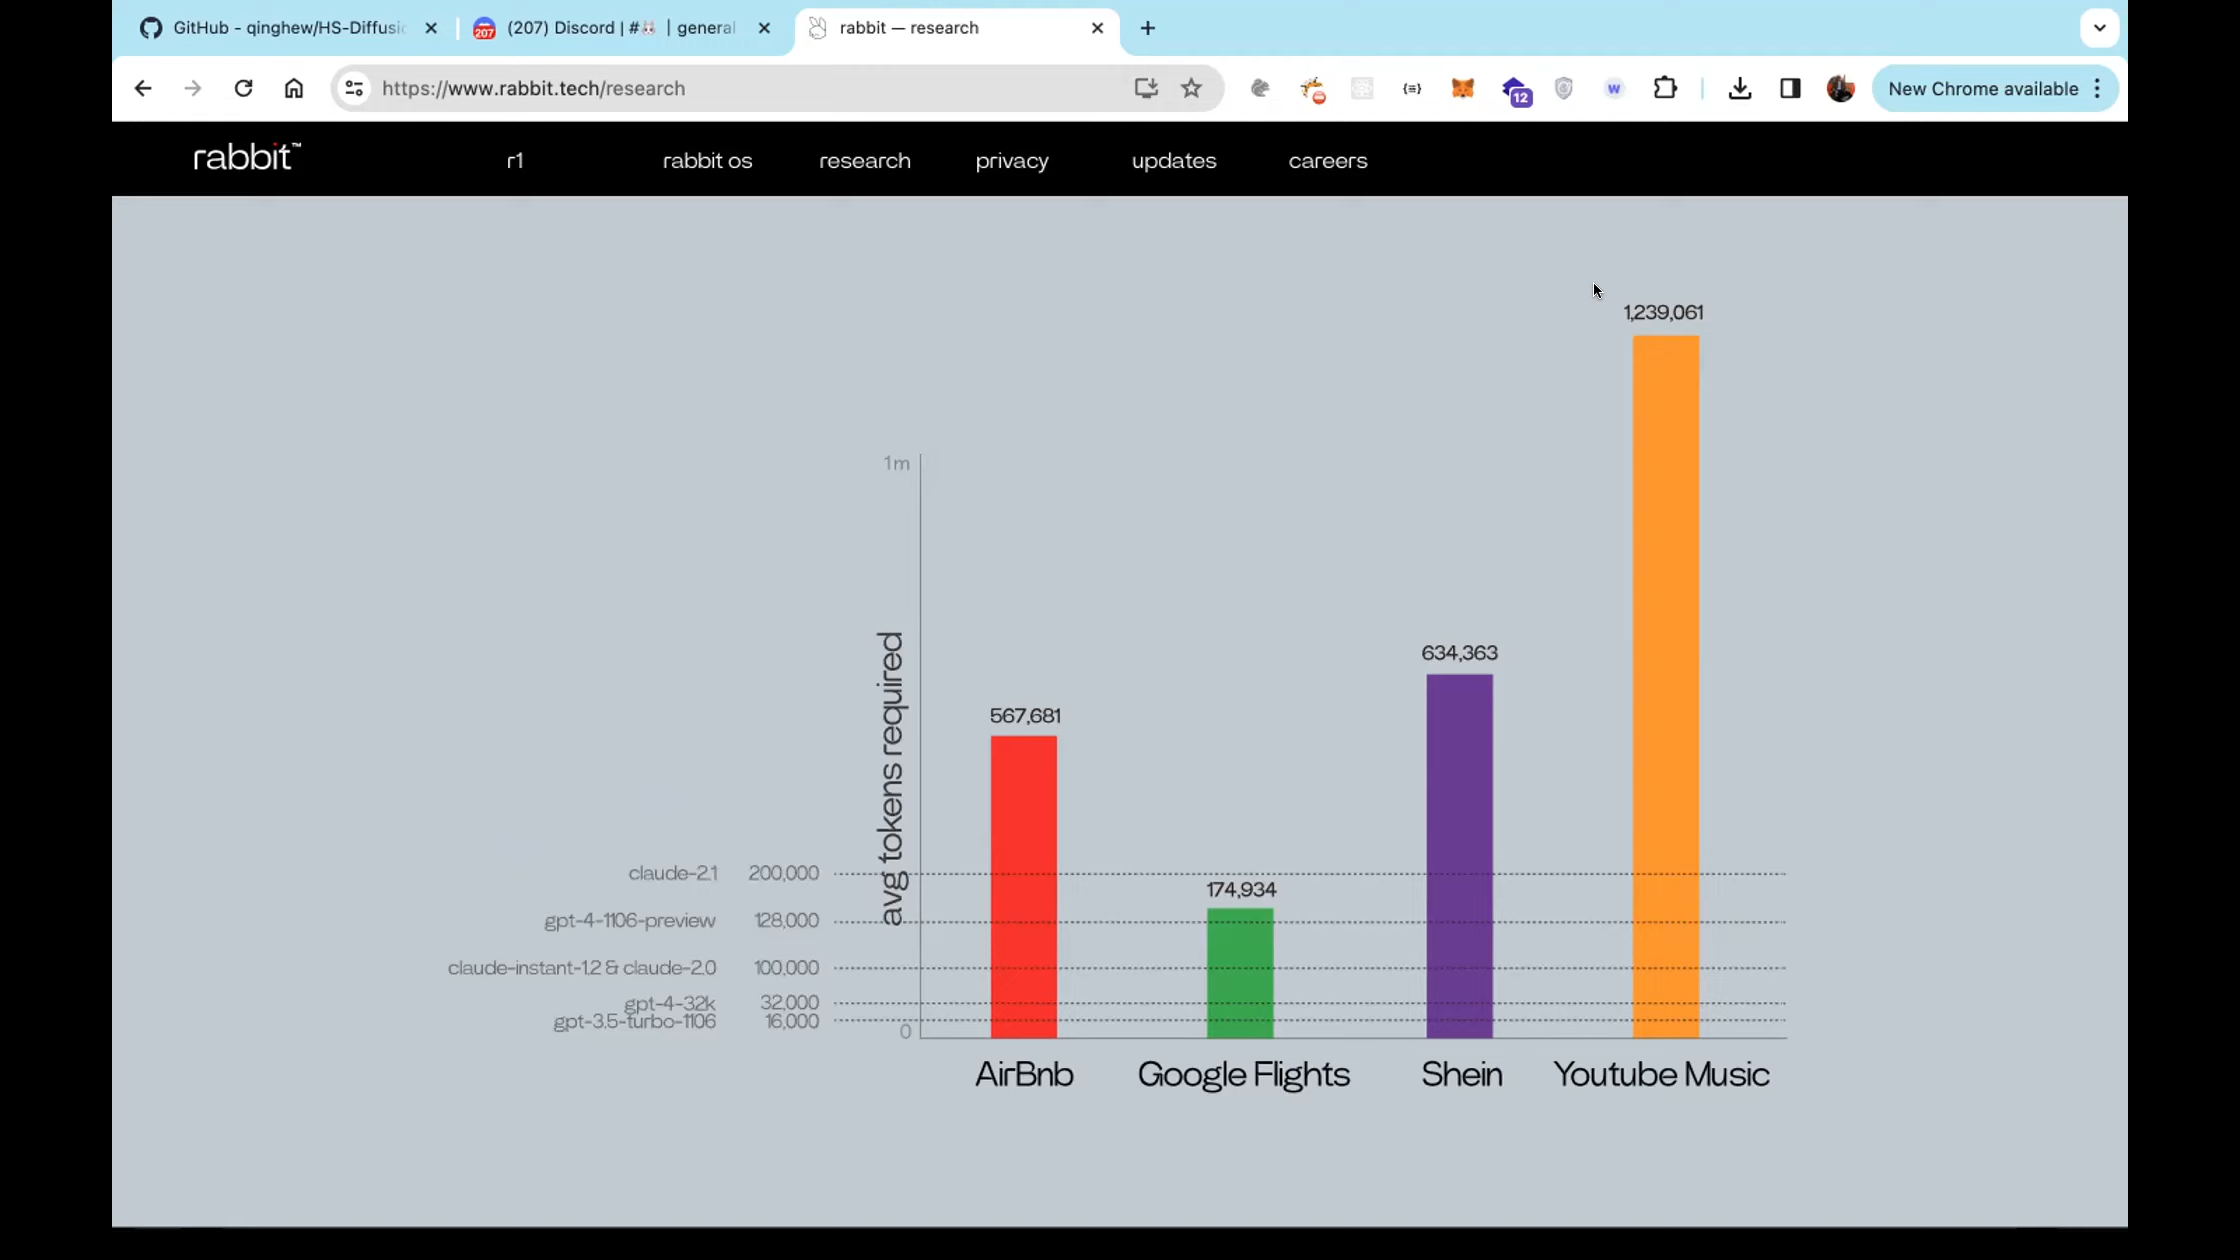 GitHub - qinghew/HS-Diffusi
207
(207) Discord | # | general
rabbit — research
https://www.rabbit.tech/research
12
w
New Chrome available
rabbit™
r1
rabbit os
research
privacy
updates
careers
1,239,061
1m
634,363
567,681
avg tokens required
claude-2.1 200,000
174,934
gpt-4-1106-preview 128,000
claude-instant-1.2 & claude-2.0 100,000
gpt-4-32k 32,000
gpt-3.5-turbo-1106 16,000
0
AirBnb Google Flights Shein Youtube Music